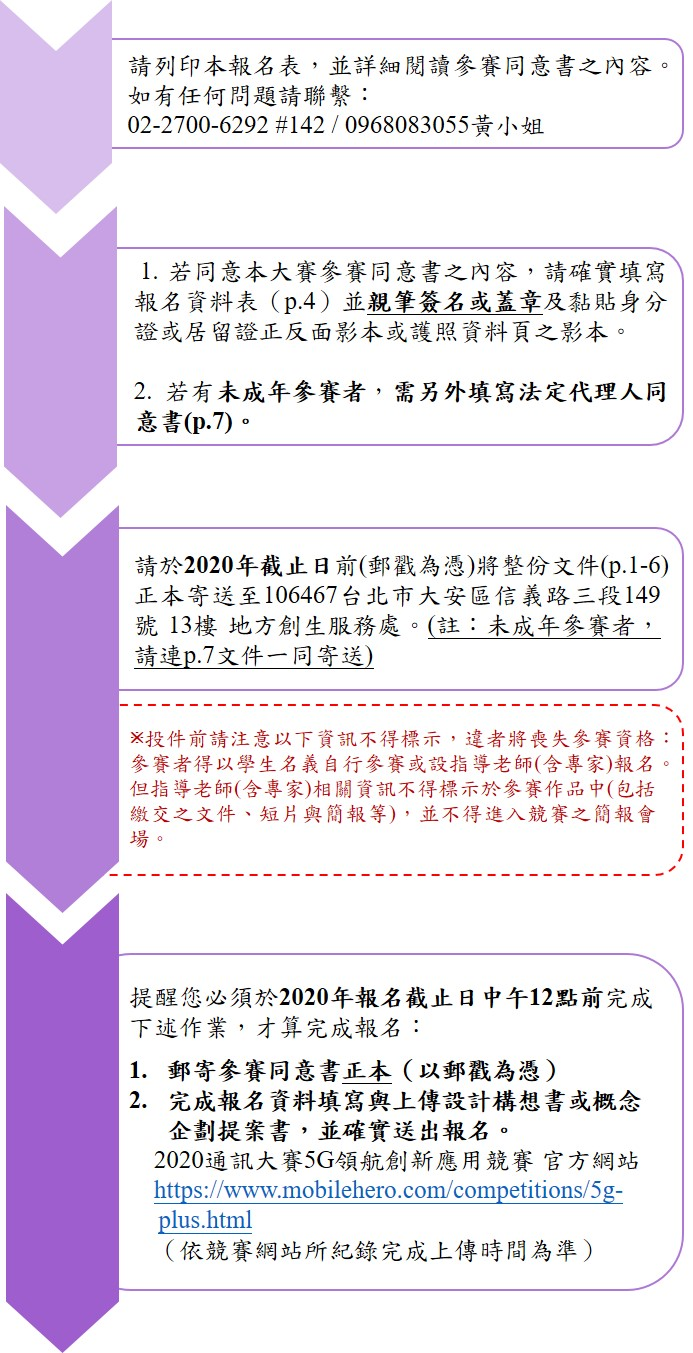 請列印本報名表，並詳細閱讀參賽同意書之內容。
如有任何問題請聯繫：
02-2700-6292 #142 / 0968083055黃小姐
1. 若同意本大賽參賽同意書之內容，請確實填寫
報名資料表（p.4）並親筆簽名或蓋章及黏貼身分
證或居留證正反面影本或護照資料頁之影本。
2. 若有未成年參賽者，需另外填寫法定代理人同
意書(p.7)。
請於2020年截止日前(郵戳為憑)將整份文件(p.1-6)
正本寄送至106467台北市大安區信義路三段149
號 13樓 地方創生服務處。(註：未成年參賽者，
請連p.7文件一同寄送)
※投件前請注意以下資訊不得標示，違者將喪失參賽資格：
參賽者得以學生名義自行參賽或設指導老師(含專家)報名。
但指導老師(含專家)相關資訊不得標示於參賽作品中(包括
繳交之文件、短片與簡報等)，並不得進入競賽之簡報會
場。
提醒您必須於2020年報名截止日中午12點前完成
下述作業，才算完成報名：
1. 郵寄參賽同意書正本（以郵戳為憑）
2. 完成報名資料填寫與上傳設計構想書或概念
企劃提案書，並確實送出報名。
2020通訊大賽5G領航創新應用競賽 官方網站
https://www.mobilehero.com/competitions/5g-
plus.html
（依競賽網站所紀錄完成上傳時間為準）